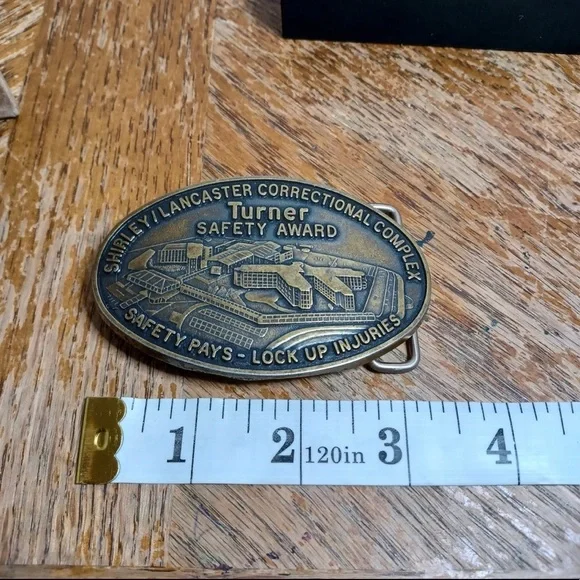 SHIRLEY/LANCASTER CORRECTIONAL COMPLEX
Turner
SAFETY AWARD
SAFETY PAYS - LOCK UP INJURIES
1 2 120in 3 4